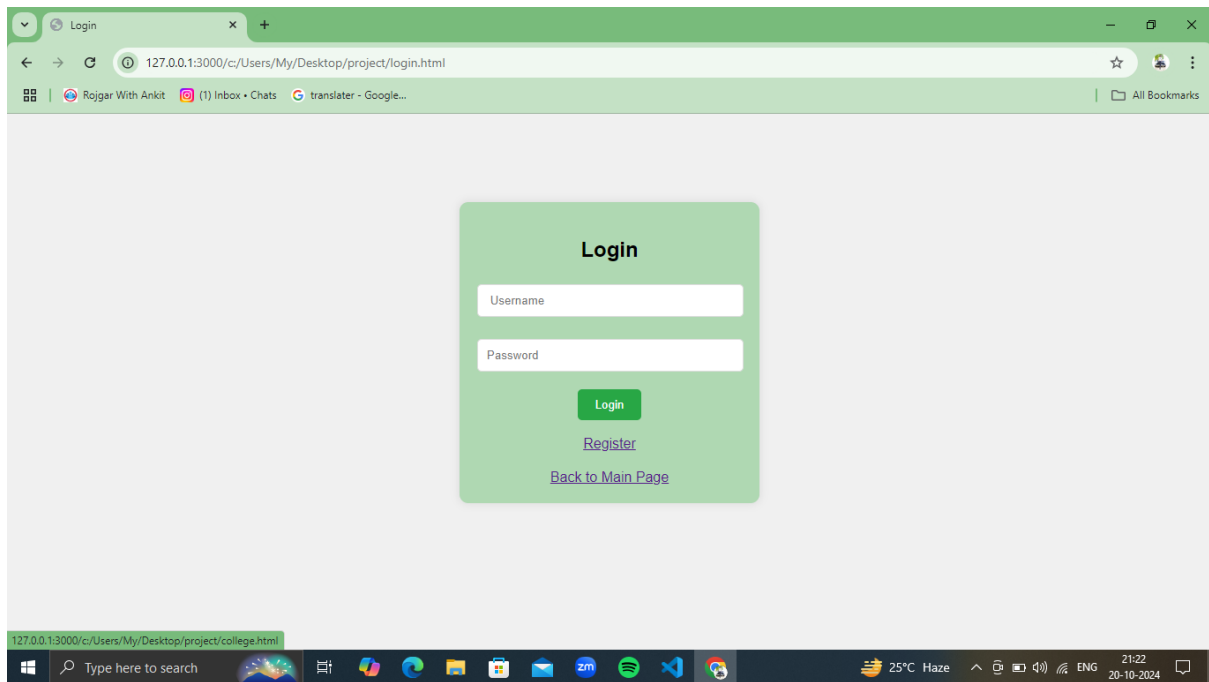 Login
127.0.0.1:3000/c:/Users/My/Desktop/project/login.html
Rojgar With Ankit (1) Inbox • Chats translater - Google... All Bookmarks
Login
Username
Password
Login
Register
Back to Main Page
127.0.0.1:3000/c:/Users/My/Desktop/project/college.html
Type here to search zm 25°C Haze ENG 21:22
20-10-2024